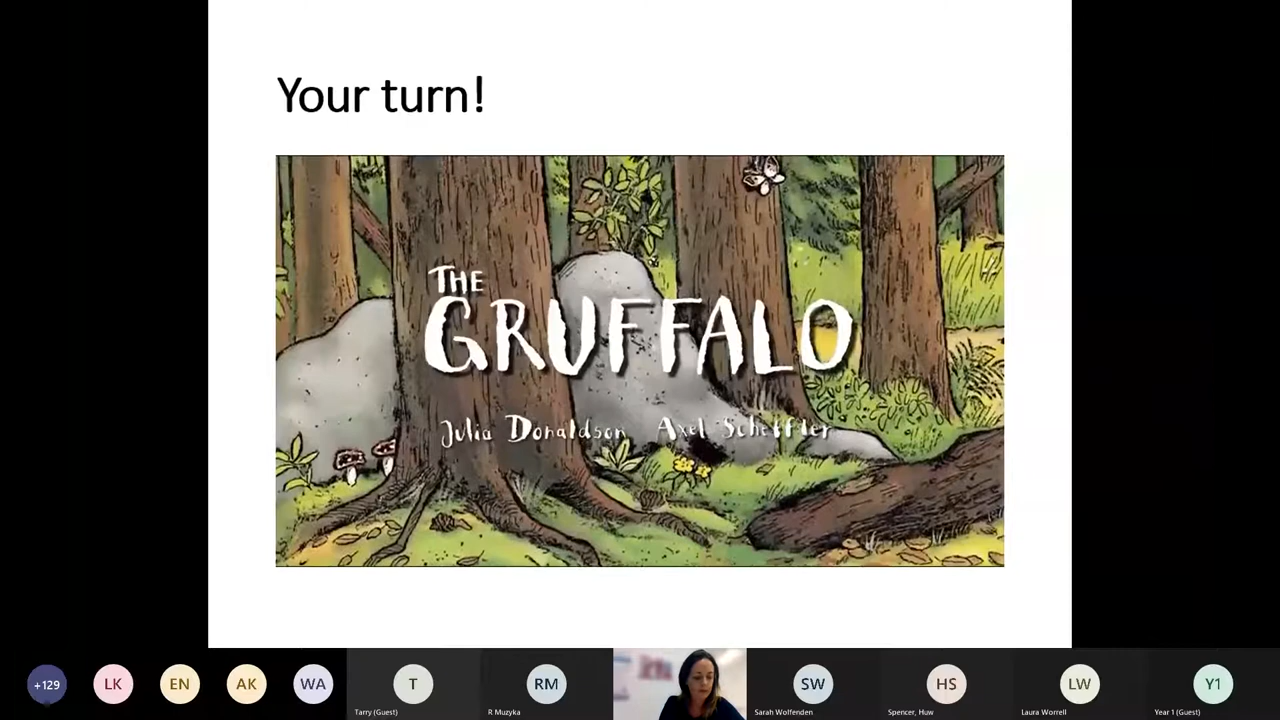 Your turn!
THE
GRUFFALO
Julia Donaldson Axel Scheffler
+129
LK
EN
AK
WA
T
RM
SW
HS
LW
Y1
Tarry (Guest)
R Muzyka
Sarah Wolfenden
Spencer, Huw
Laura Worrell
Year 1 (Guest)